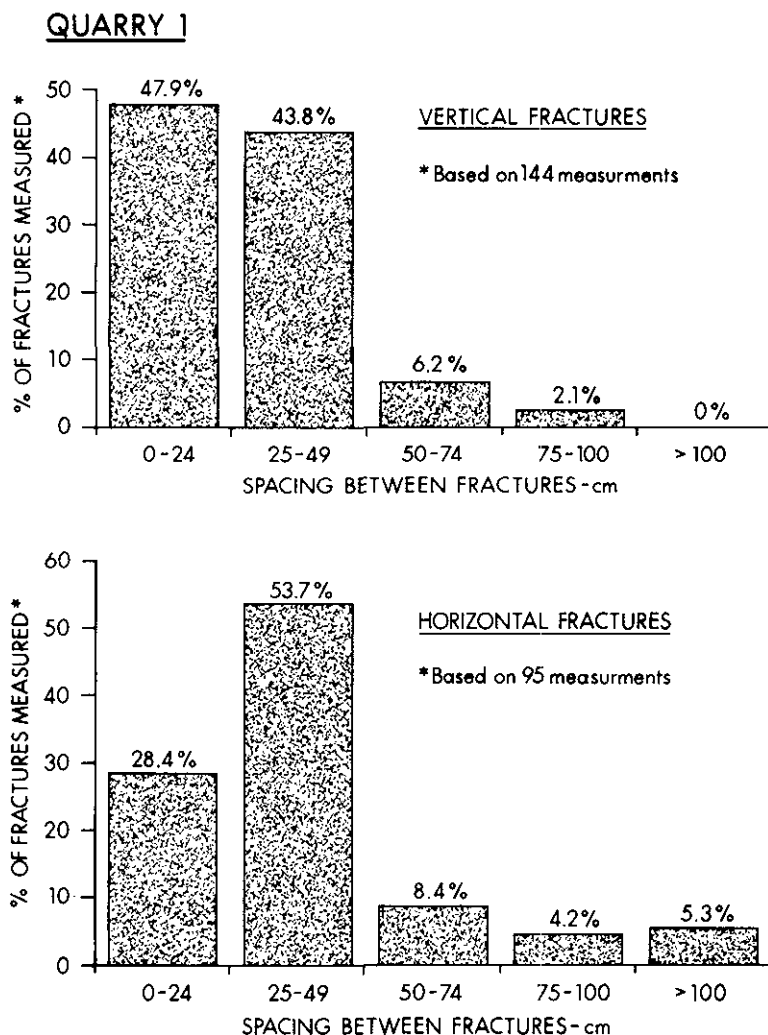 QUARRY 1
50
40
30
20
10
0
% OF FRACTURES MEASURED*
47.9%
43.8%
6.2%
2.1%
0%
VERTICAL FRACTURES
* Based on 144 measurments
0-24 25-49 50-74 75-100 >100
SPACING BETWEEN FRACTURES-cm
60
50
40
30
20
10
0
% OF FRACTURES MEASURED*
28.4%
53.7%
8.4%
4.2%
5.3%
HORIZONTAL FRACTURES
* Based on 95 measurments
0-24 25-49 50-74 75-100 >100
SPACING BETWEEN FRACTURES-cm